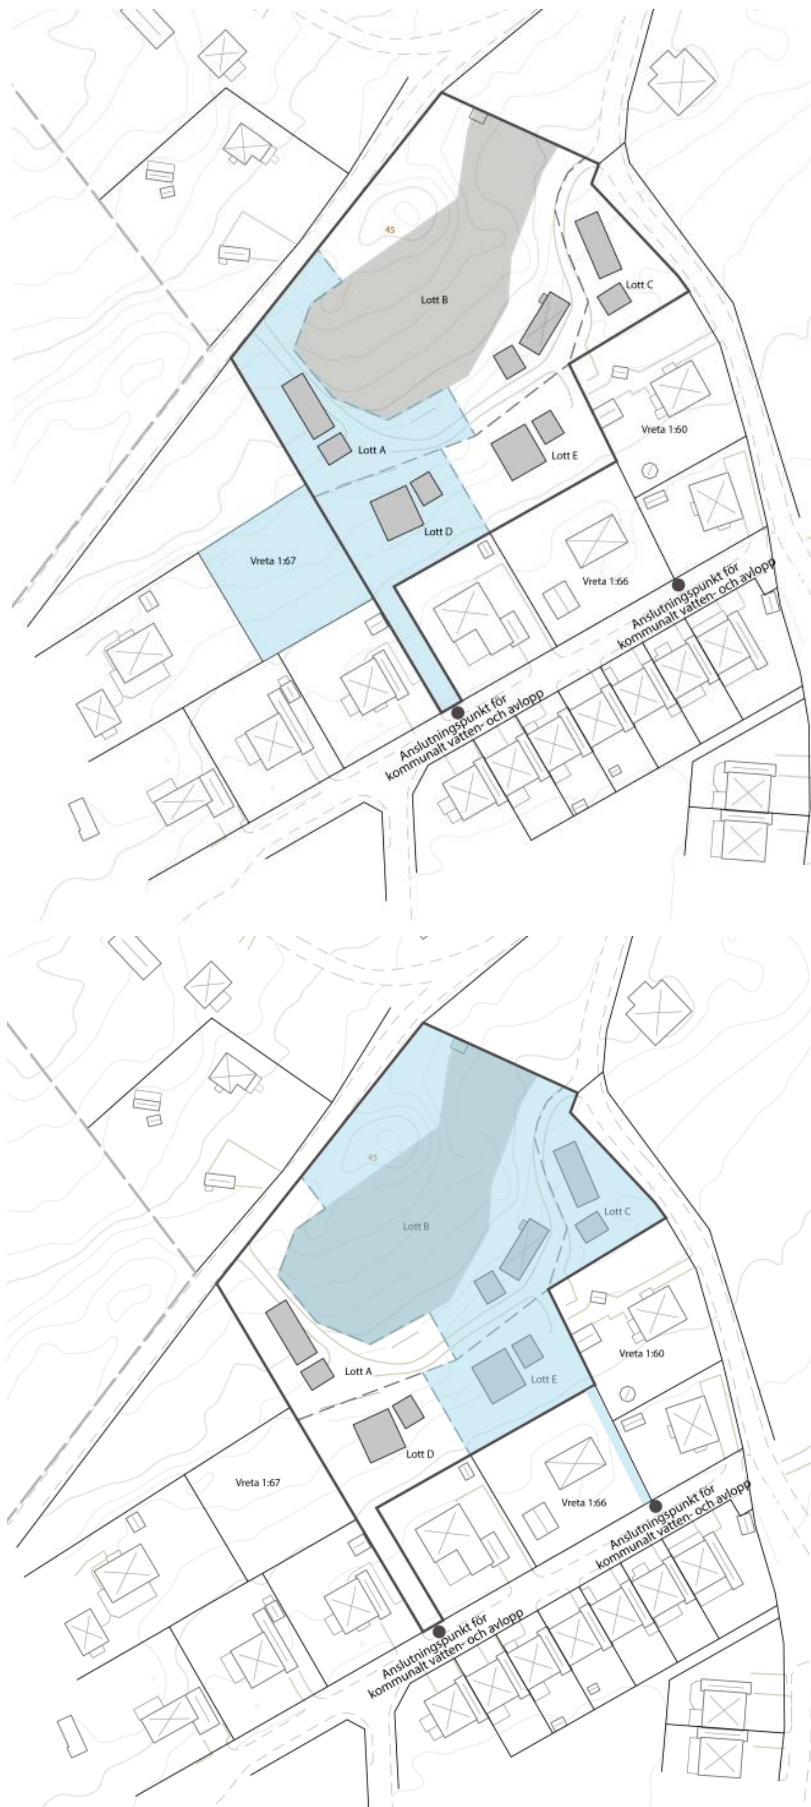 45
Lott B
Lott C
Vreta 1:60
Lott A
Lott E
Lott D
Vreta 1:67
Vreta 1:66
Anslutningspunkt för
kommunalt vatten- och avlopp
Anslutningspunkt för
kommunalt vatten- och avlopp
45
Lott C
Lott B
Vreta 1:60
Lott A
Lott E
Lott D
Vreta 1:67
Vreta 1:66
Anslutningspunkt för
kommunalt vatten- och avlopp
Anslutningspunkt för
kommunalt vatten- och avlopp